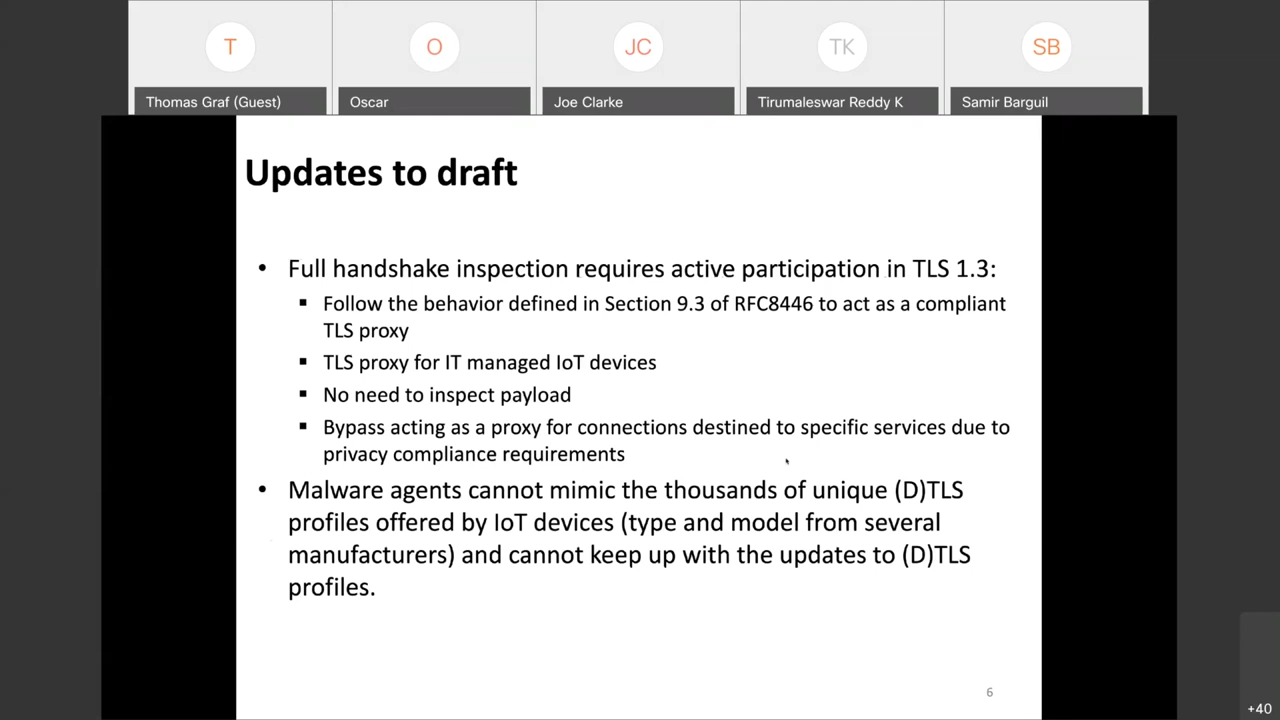 T
O
JC
TK
SB
Thomas Graf (Guest)
Oscar
Joe Clarke
Tirumaleswar Reddy K
Samir Barguil
Updates to draft
• Full handshake inspection requires active participation in TLS 1.3:
▪ Follow the behavior defined in Section 9.3 of RFC8446 to act as a compliant
TLS proxy
▪ TLS proxy for IT managed IoT devices
▪ No need to inspect payload
▪ Bypass acting as a proxy for connections destined to specific services due to
privacy compliance requirements
• Malware agents cannot mimic the thousands of unique (D)TLS
profiles offered by IoT devices (type and model from several
manufacturers) and cannot keep up with the updates to (D)TLS
profiles.
6
+40